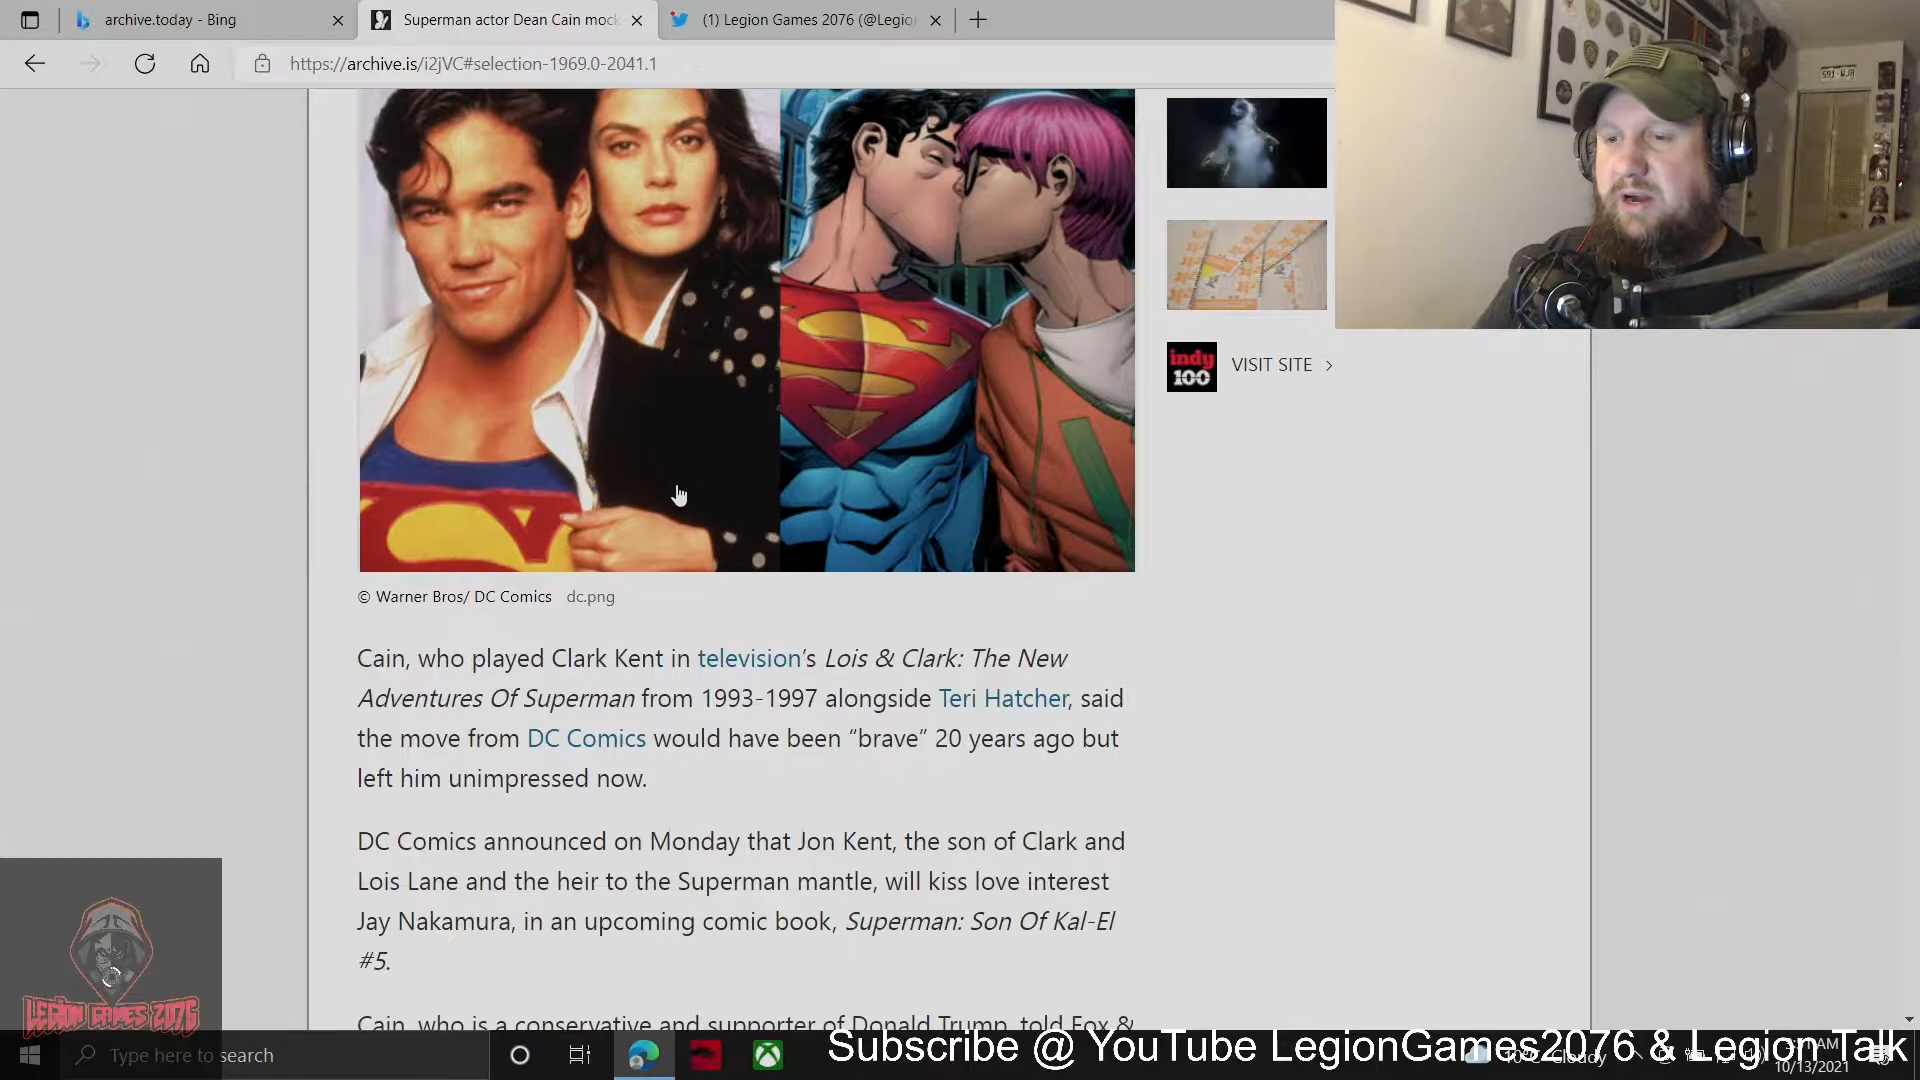 archive.today - Bing
Superman actor Dean Cain mock
(1) Legion Games 2076 (@Legio
https://archive.is/i2jVC#selection-1969.0-2041.1
indy
100
VISIT SITE >
© Warner Bros/ DC Comics dc.png
Cain, who played Clark Kent in television's Lois & Clark: The New
Adventures Of Superman from 1993-1997 alongside Teri Hatcher, said
the move from DC Comics would have been “brave” 20 years ago but
left him unimpressed now.
DC Comics announced on Monday that Jon Kent, the son of Clark and
Lois Lane and the heir to the Superman mantle, will kiss love interest
Jay Nakamura, in an upcoming comic book, Superman: Son Of Kal-El
#5.
Cain, who is a conservative and supporter of Donald Trump, told Fox &
LEGION GAMES 2076
Type here to search
Subscribe @ YouTube LegionGames2076 & Legion Talk
10°C Cloudy
10/13/2021